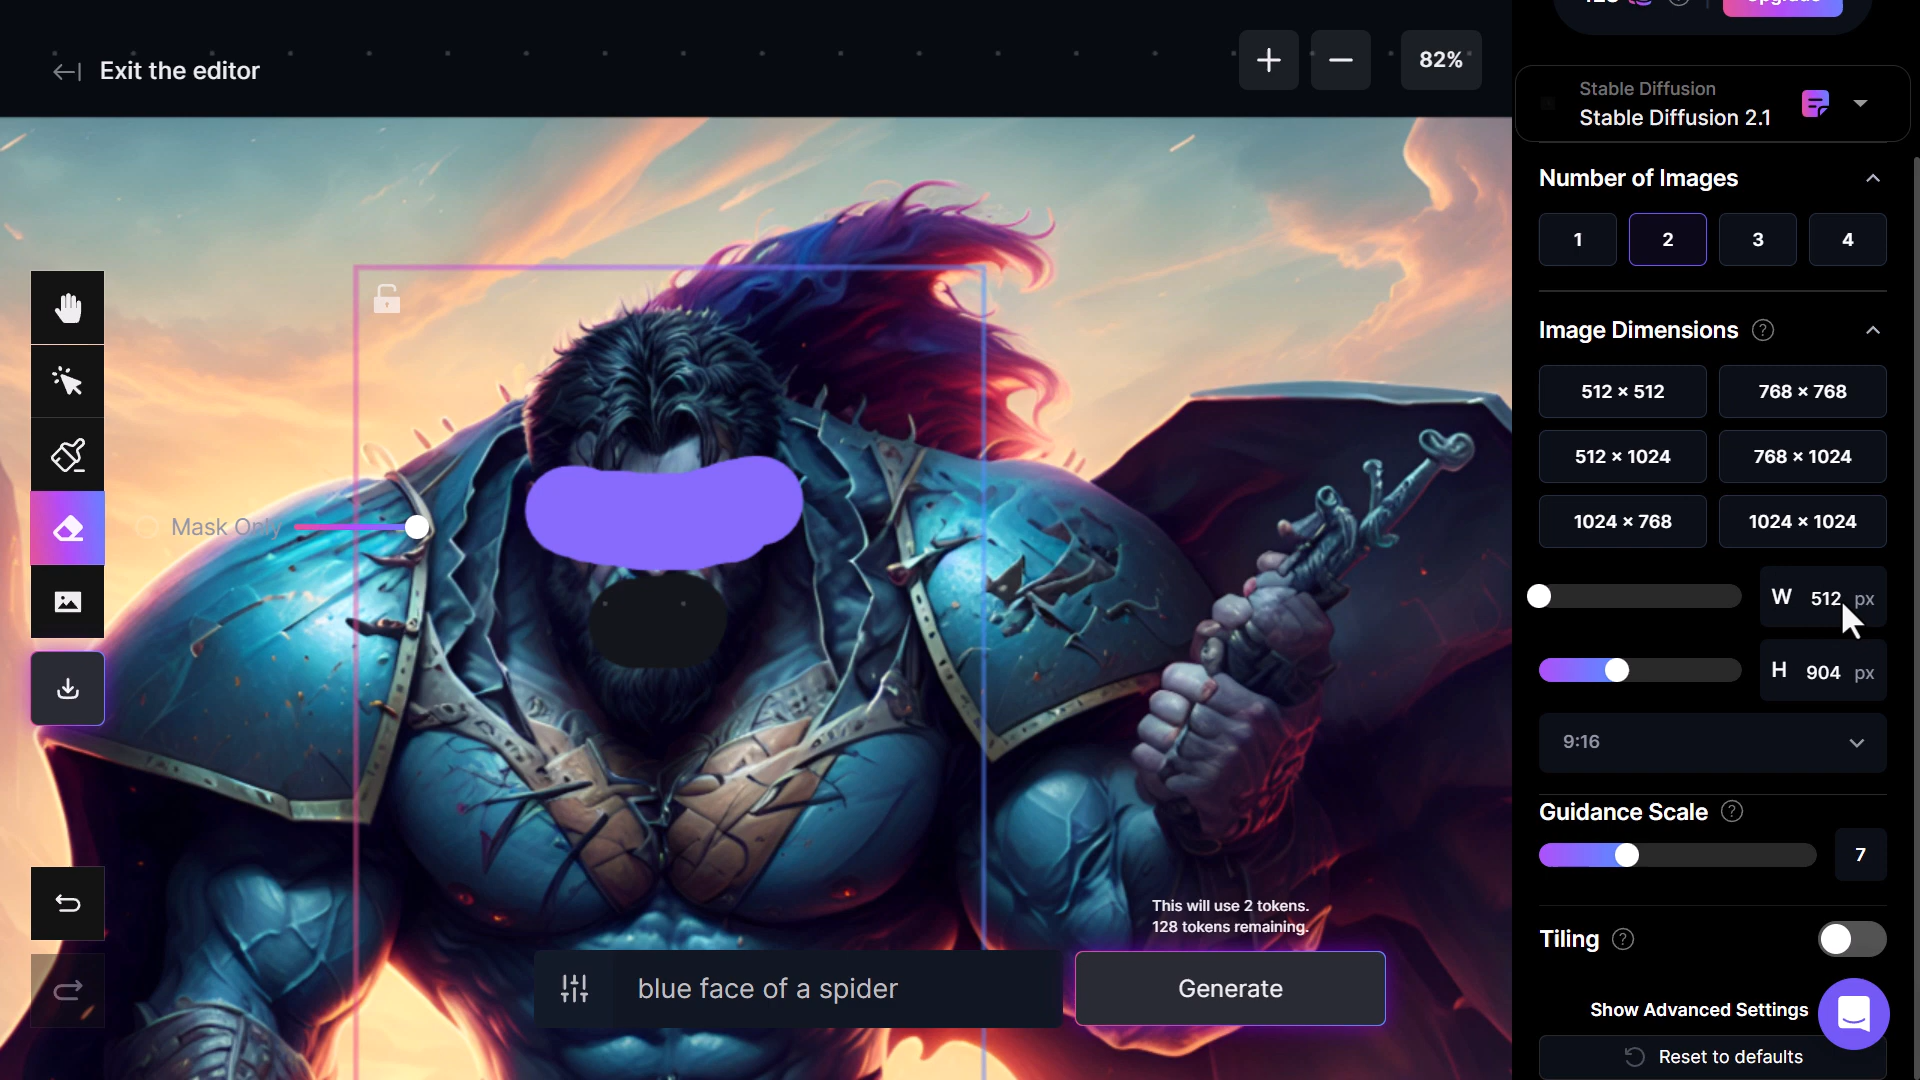 Exit the editor
82%
Stable Diffusion
Stable Diffusion 2.1
Number of Images
1
2
3
4
Image Dimensions
512 × 512
768 × 768
512 × 1024
768 × 1024
1024 × 768
1024 × 1024
W 512 px
H 904 px
9:16
Guidance Scale
7
Tiling
Show Advanced Settings
Reset to defaults
Mask Only
This will use 2 tokens.
128 tokens remaining.
blue face of a spider
Generate